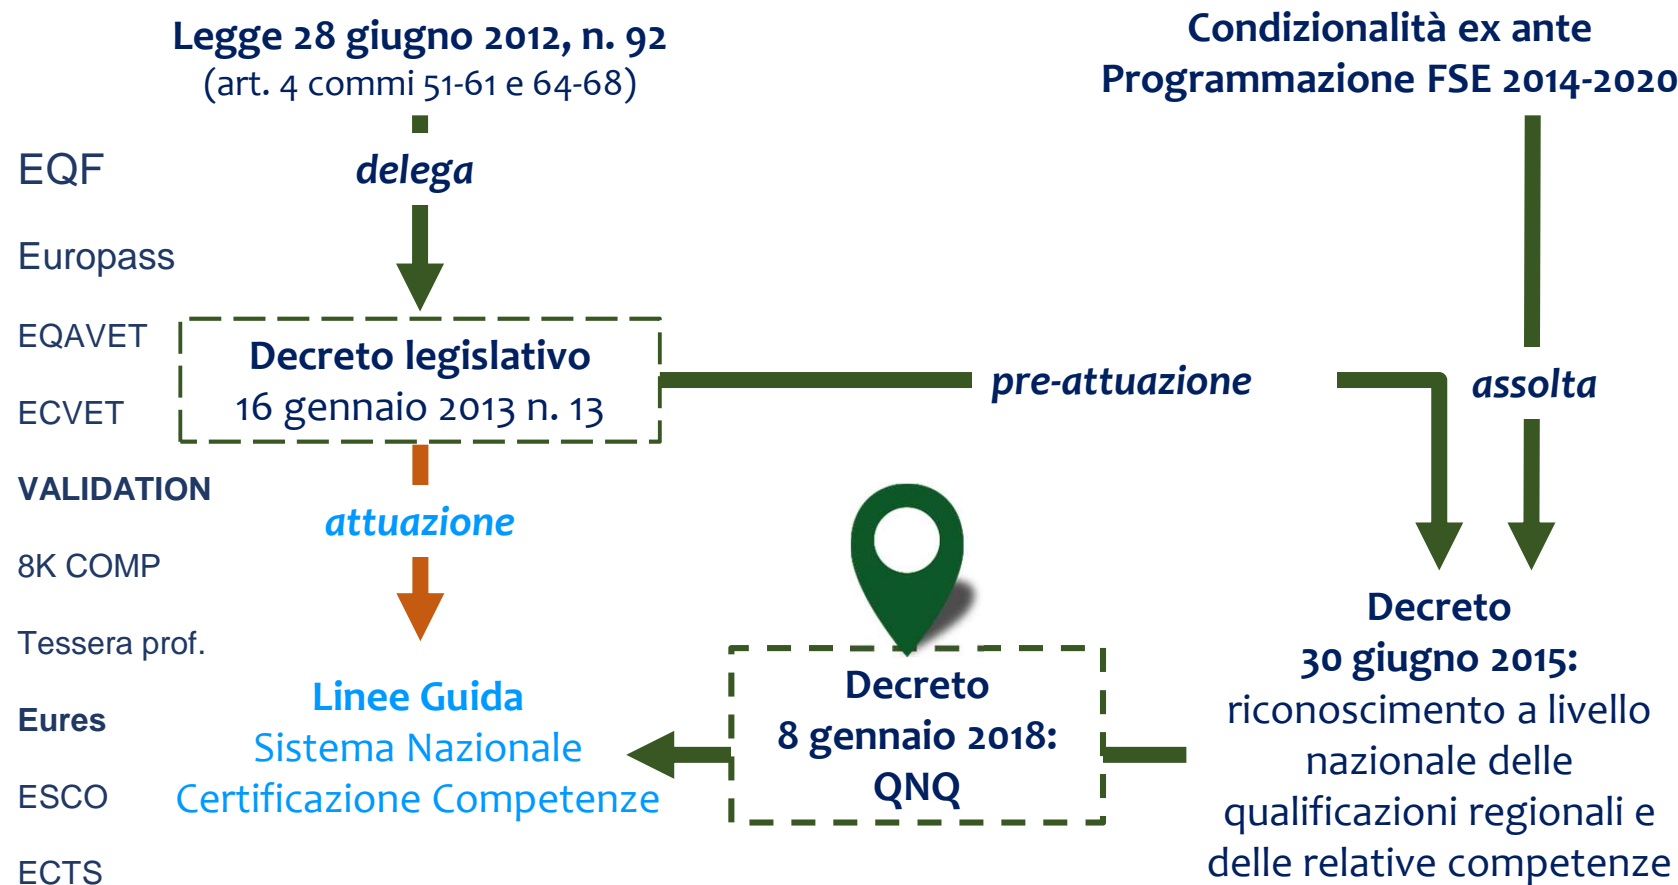 Legge 28 giugno 2012, n. 92
(art. 4 commi 51-61 e 64-68)
Condizionalità ex ante
Programmazione FSE 2014-2020
EQF
Europass
EQAVET
ECVET
VALIDATION
8K COMP
Tessera prof.
Eures
ESCO
ECTS
delega
Decreto legislativo
16 gennaio 2013 n. 13
pre-attuazione
assolta
attuazione
Linee Guida
Sistema Nazionale
Certificazione Competenze
Decreto
8 gennaio 2018:
QNQ
Decreto
30 giugno 2015:
riconoscimento a livello
nazionale delle
qualificazioni regionali e
delle relative competenze